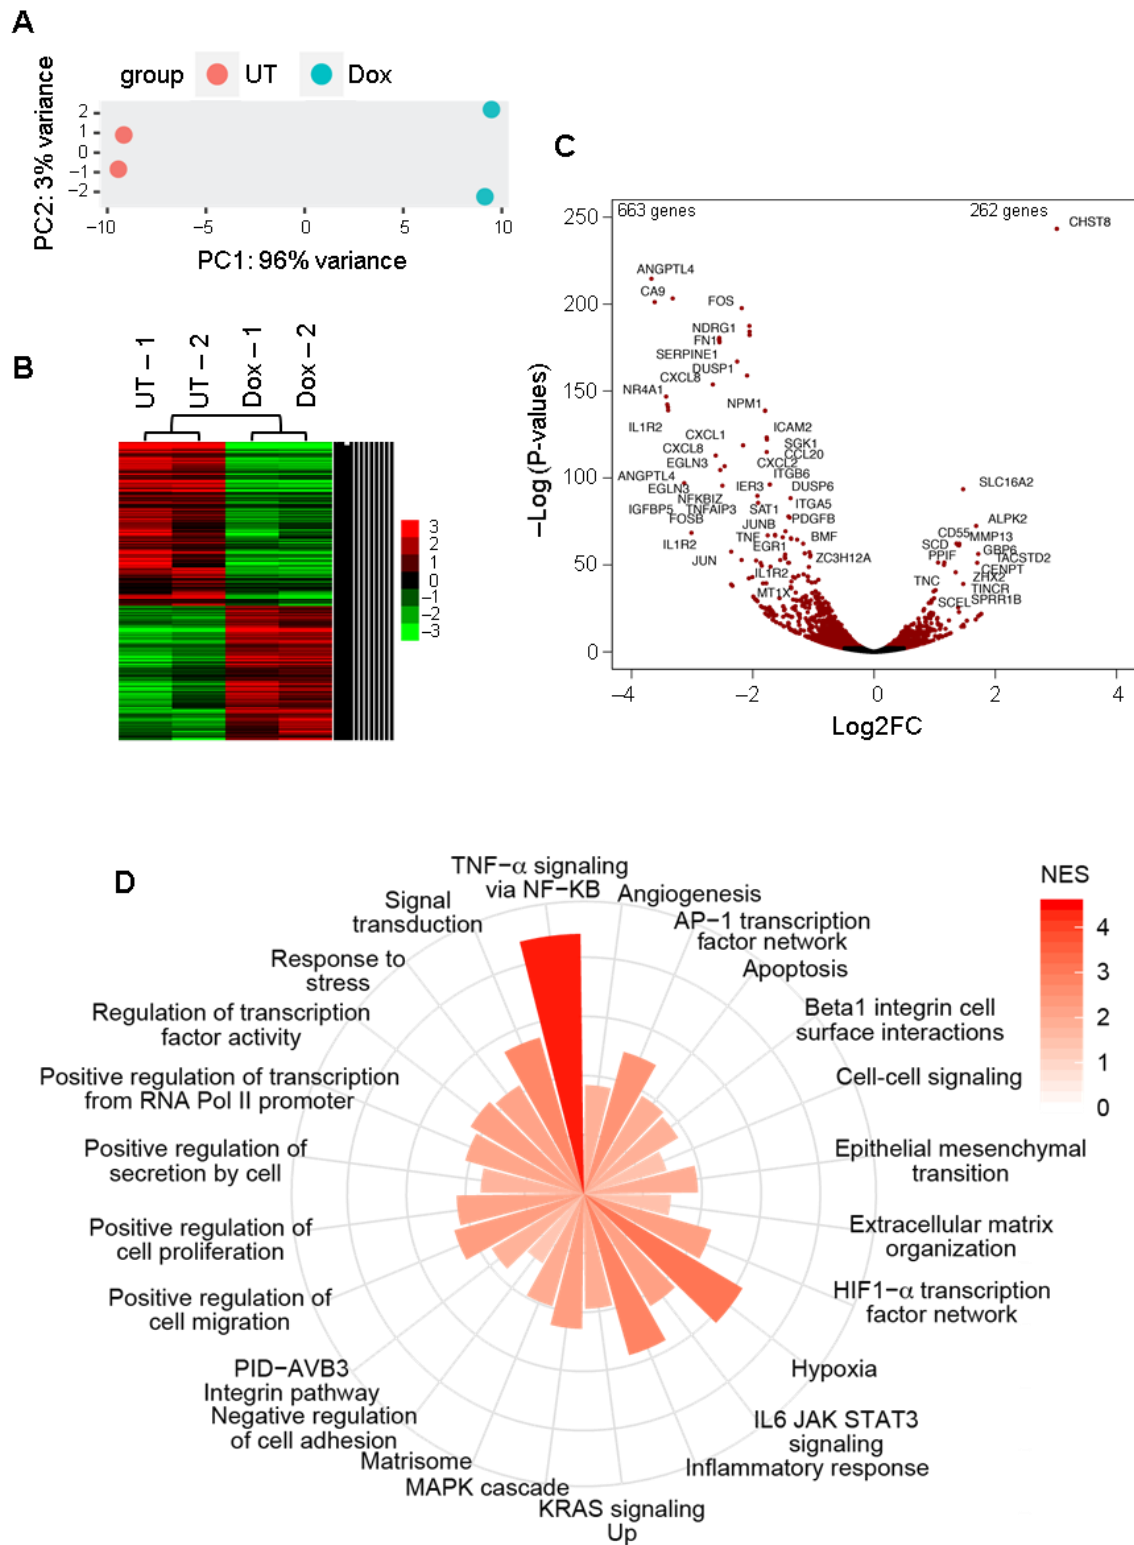 A
group UT Dox
PC2: 3% variance
2
1
0
−1
−2
−10 −5 0 5 10
PC1: 96% variance
B
UT – 1
UT – 2
Dox – 1
Dox – 2
3
2
1
0
−1
−2
−3
C
663 genes
262 genes
−Log (P-values)
250
200
150
100
50
0
−4 −2 0 2 4
Log2FC
CHST8
ANGPTL4
CA9
FOS
NDRG1
FN1
SERPINE1
DUSP1
CXCL8
NR4A1
NPM1
IL1R2
ICAM2
CXCL1
SGK1
CXCL8
CCL20
EGLN3
CXCL2
ANGPTL4
ITGB6
EGLN3
IER3
DUSP6
NFKBIZ
IGFBP5
TNFAIP3
SAT1
ITGA5
FOSB
JUNB
PDGFB
IL1R2
TNF
BMF
JUN
EGR1
ZC3H12A
IL1R2
MT1X
SLC16A2
ALPK2
CD55
MMP13
SCD
GBP6
PPIF
TACSTD2
CENPT
TNC
ZHX2
TINCR
SCEL
SPRR1B
D
TNF−α signaling
via NF−KB
Angiogenesis
AP−1 transcription
factor network
Apoptosis
Beta1 integrin cell
surface interactions
Cell-cell signaling
Epithelial mesenchymal
transition
Extracellular matrix
organization
HIF1−α transcription
factor network
Hypoxia
IL6 JAK STAT3
signaling
Inflammatory response
KRAS signaling
Up
MAPK cascade
Matrisome
Negative regulation
of cell adhesion
PID−AVB3
Integrin pathway
Positive regulation of
cell migration
Positive regulation of
cell proliferation
Positive regulation of
secretion by cell
Positive regulation of transcription
from RNA Pol II promoter
Regulation of transcription
factor activity
Response to
stress
Signal
transduction
NES
4
3
2
1
0